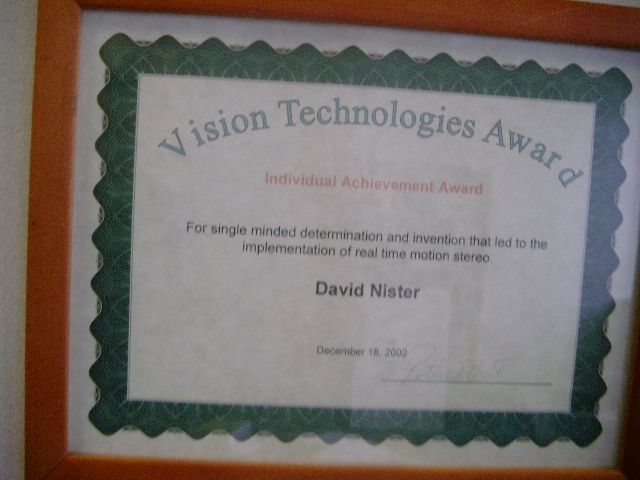 Vision Technologies Award
Individual Achievement Award
For single minded determination and invention that led to the
implementation of real time motion stereo.
David Nister
December 18, 2002